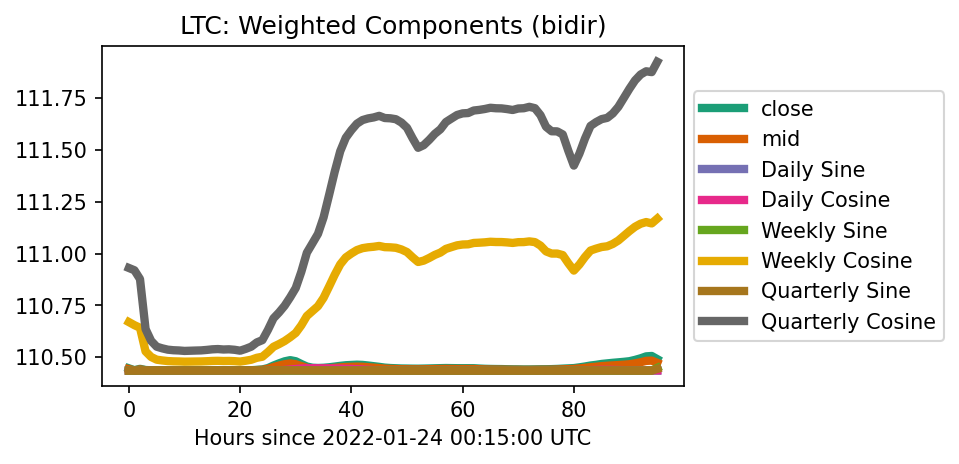 LTC: Weighted Components (bidir)
111.75
111.50
111.25
111.00
110.75
110.50
0 20 40 60 80
Hours since 2022-01-24 00:15:00 UTC
close
mid
Daily Sine
Daily Cosine
Weekly Sine
Weekly Cosine
Quarterly Sine
Quarterly Cosine